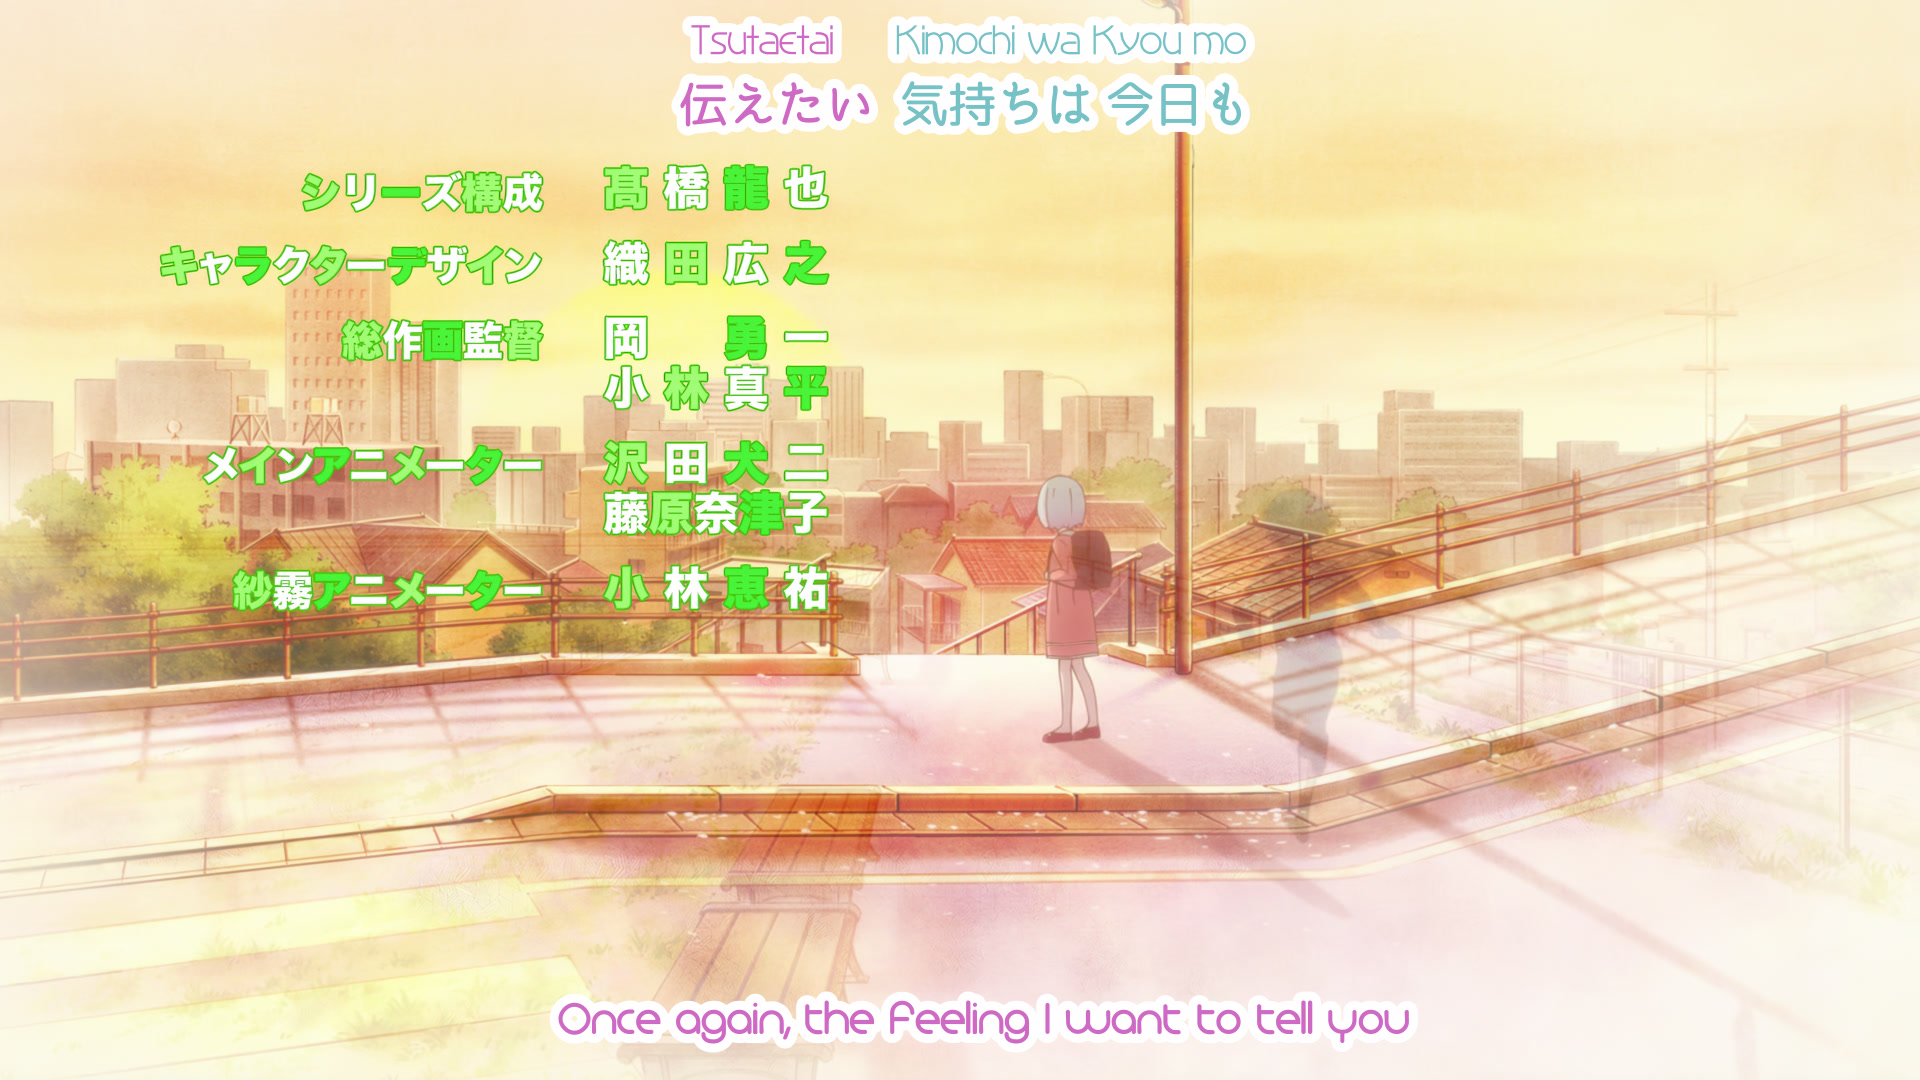 Tsutaetai Kimochi wa Kyou mo
伝えたい 気持ちは 今日も
シリーズ構成 髙橋龍也
キャラクターデザイン 織田広之
総作画監督 岡 勇一
小林真平
メインアニメーター 沢田犬二
藤原奈津子
紗霧アニメーター 小林恵祐
Once again, the feeling I want to tell you